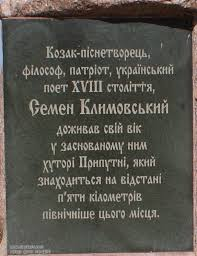 Козак-піснетворець,
філософ, патріот, український
поет XVIII століття,
Семен Климовський
доживав свій вік
у заснованому ним
хуторі Припутні, який
знаходиться на відстані
п'яти кілометрів
північніше цього місця.